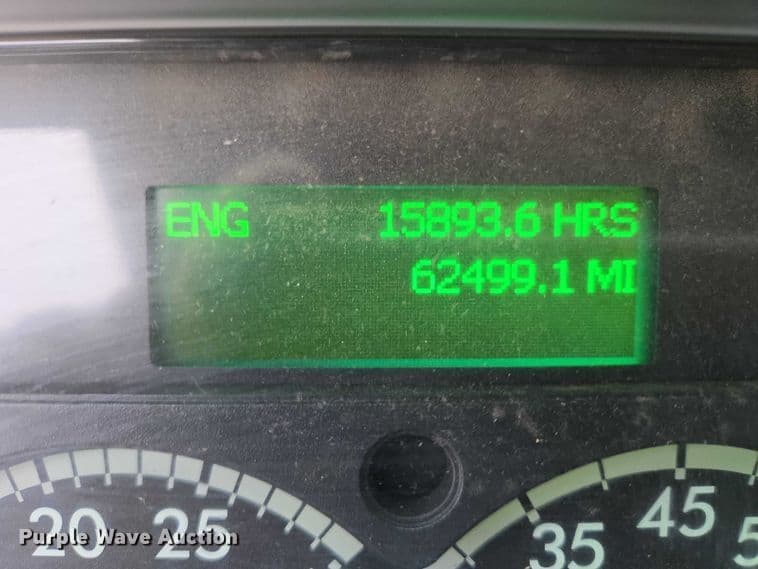 ENG 15893.6 HRS
62499.1 MI
20 25 35 45
Purple Wave Auction